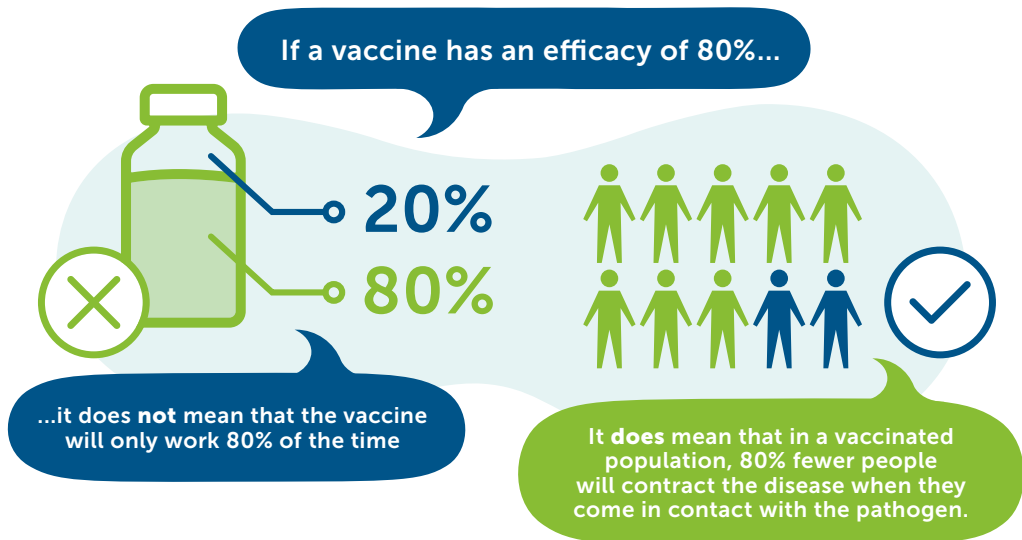 If a vaccine has an efficacy of 80%...
20%
80%
...it does not mean that the vaccine
will only work 80% of the time
It does mean that in a vaccinated
population, 80% fewer people
will contract the disease when they
come in contact with the pathogen.